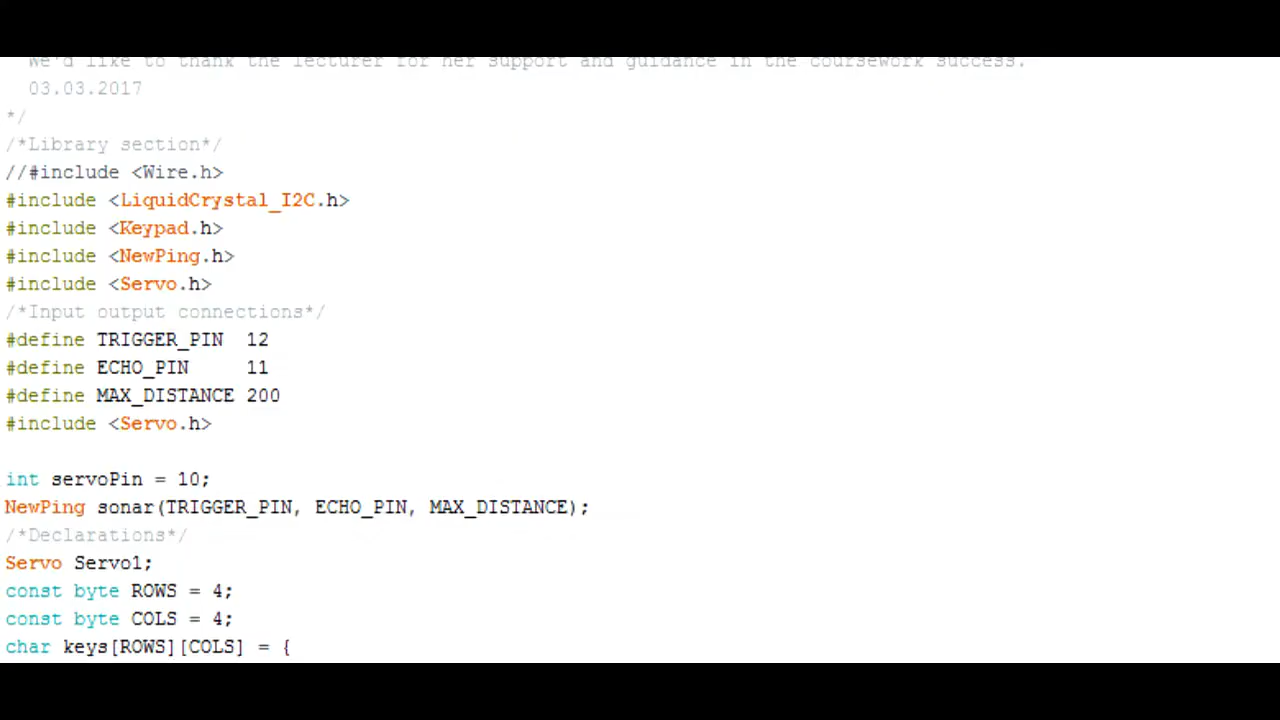 We'd like to thank the lecturer for her support and guidance in the coursework success.
03.03.2017
*/
/*Library section*/
//#include <Wire.h>
#include <LiquidCrystal_I2C.h>
#include <Keypad.h>
#include <NewPing.h>
#include <Servo.h>
/*Input output connections*/
#define TRIGGER_PIN  12
#define ECHO_PIN     11
#define MAX_DISTANCE 200
#include <Servo.h>
int servoPin = 10;
NewPing sonar(TRIGGER_PIN, ECHO_PIN, MAX_DISTANCE);
/*Declarations*/
Servo Servo1;
const byte ROWS = 4;
const byte COLS = 4;
char keys[ROWS][COLS] = {